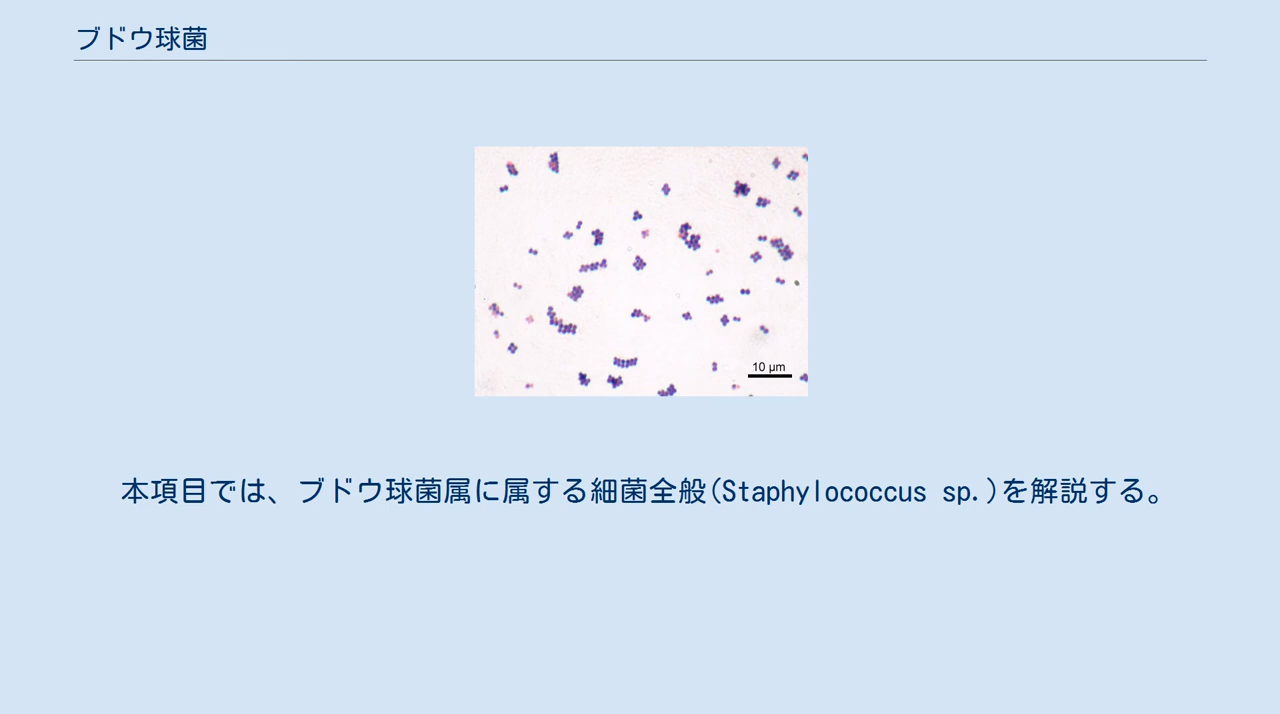 ブドウ球菌
10 µm
本項目では、ブドウ球菌属に属する細菌全般(Staphylococcus sp.)を解説する。